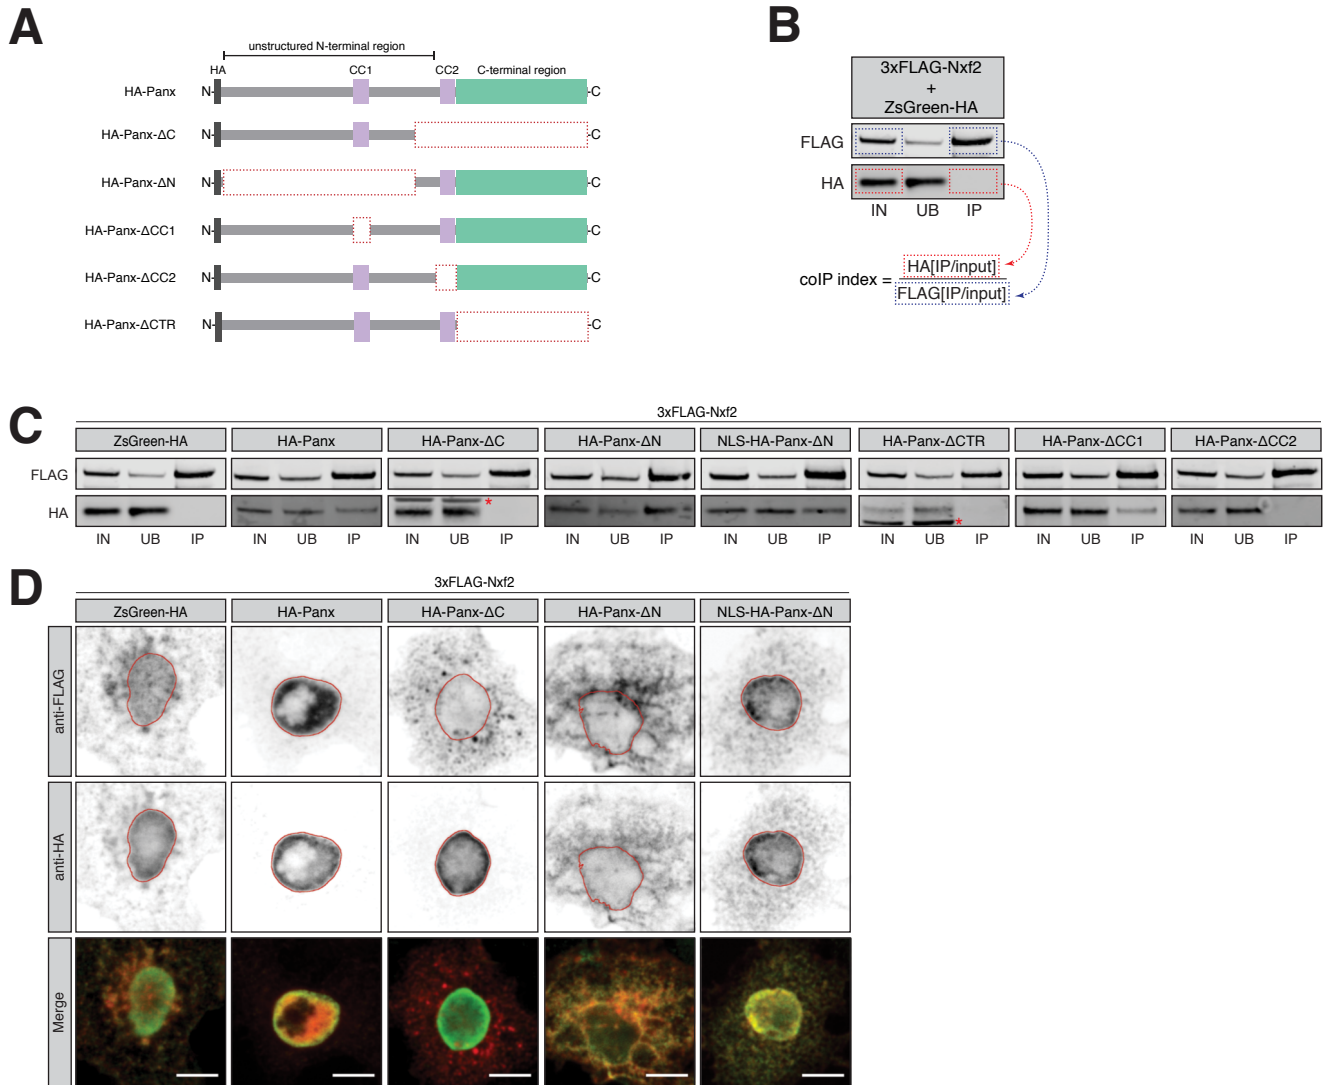 A
unstructured N-terminal region
HA CC1 CC2 C-terminal region
HA-Panx N- -C
HA-Panx-ΔC N- -C
HA-Panx-ΔN N- -C
HA-Panx-ΔCC1 N- -C
HA-Panx-ΔCC2 N- -C
HA-Panx-ΔCTR N- -C
B
3xFLAG-Nxf2
+
ZsGreen-HA
FLAG
HA
IN UB IP
coIP index =
HA[IP/input]
FLAG[IP/input]
C
3xFLAG-Nxf2
ZsGreen-HA HA-Panx HA-Panx-ΔC HA-Panx-ΔN NLS-HA-Panx-ΔN HA-Panx-ΔCTR HA-Panx-ΔCC1 HA-Panx-ΔCC2
FLAG
HA * *
IN UB IP IN UB IP IN UB IP IN UB IP IN UB IP IN UB IP IN UB IP IN UB IP
D
3xFLAG-Nxf2
ZsGreen-HA HA-Panx HA-Panx-ΔC HA-Panx-ΔN NLS-HA-Panx-ΔN
anti-FLAG
anti-HA
Merge